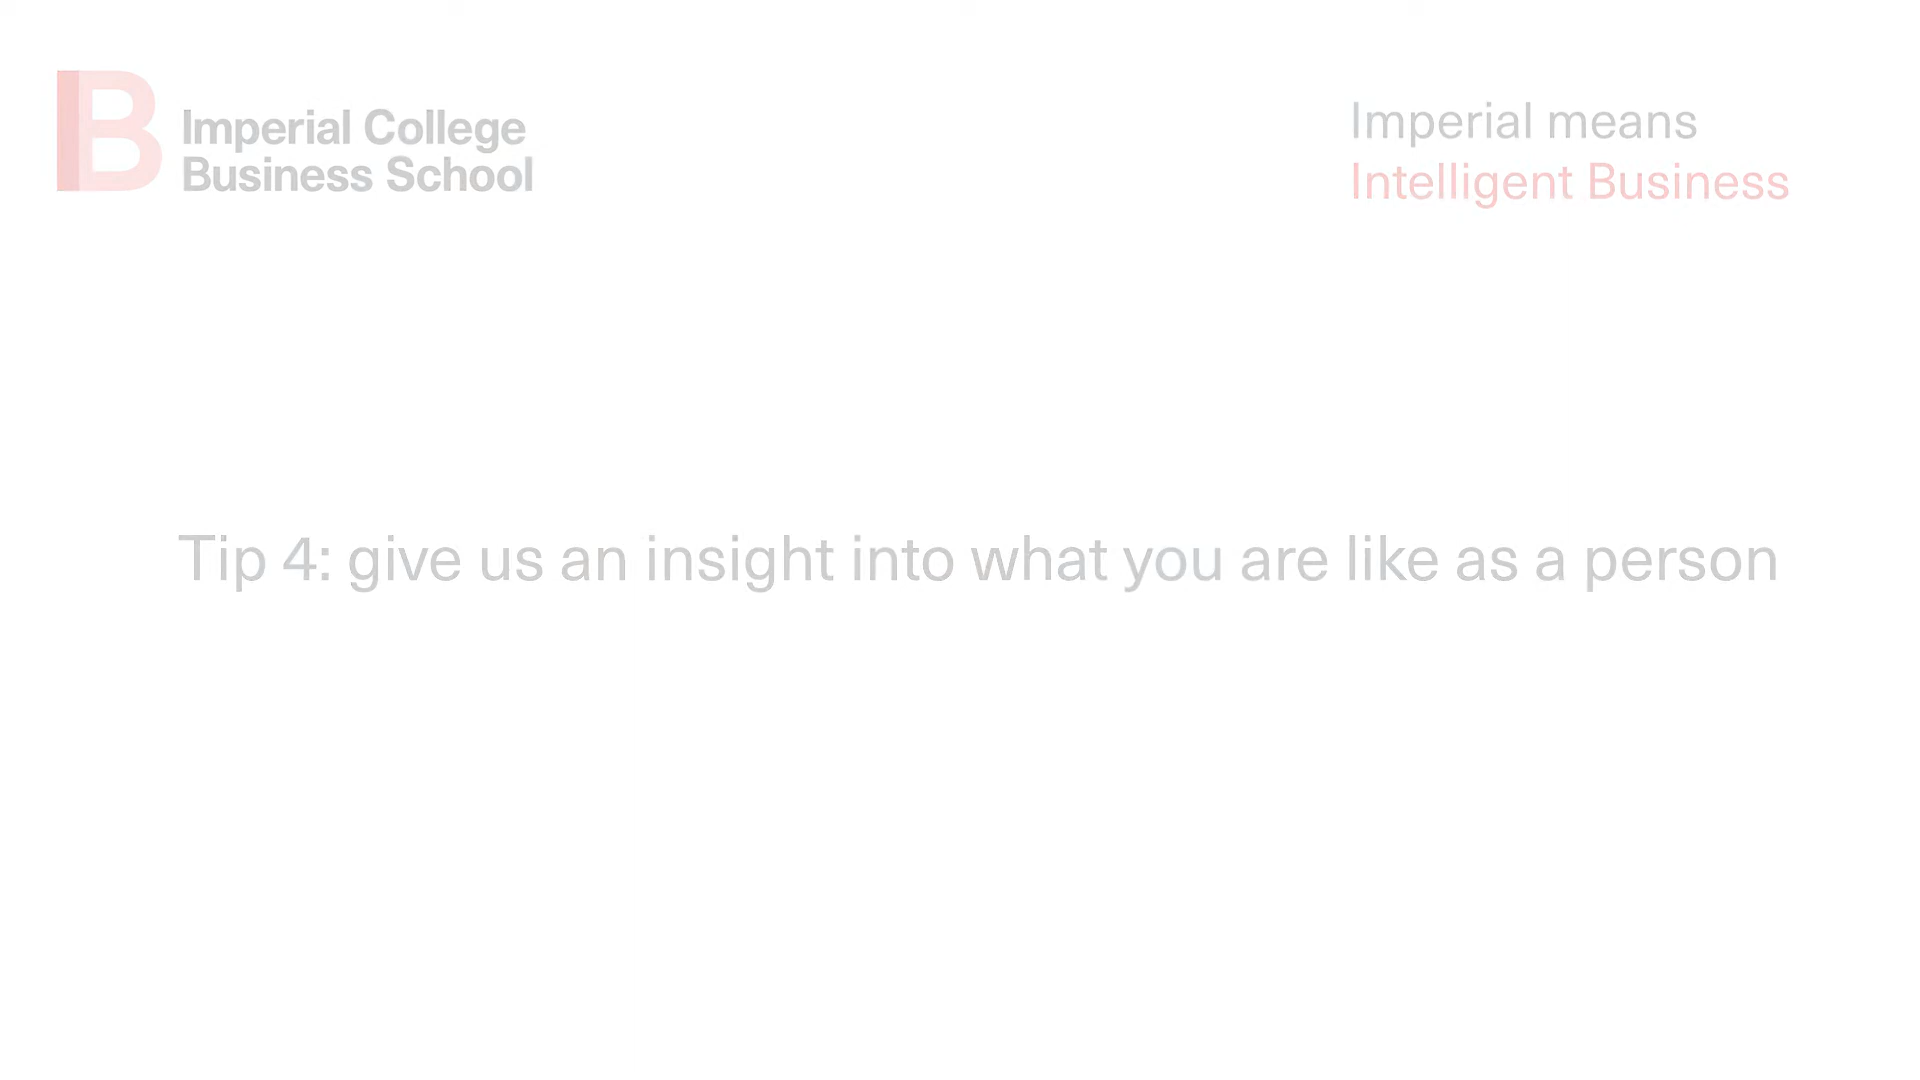 Imperial College
Business School
Imperial means
Intelligent Business
Tip 4: give us an insight into what you are like as a person